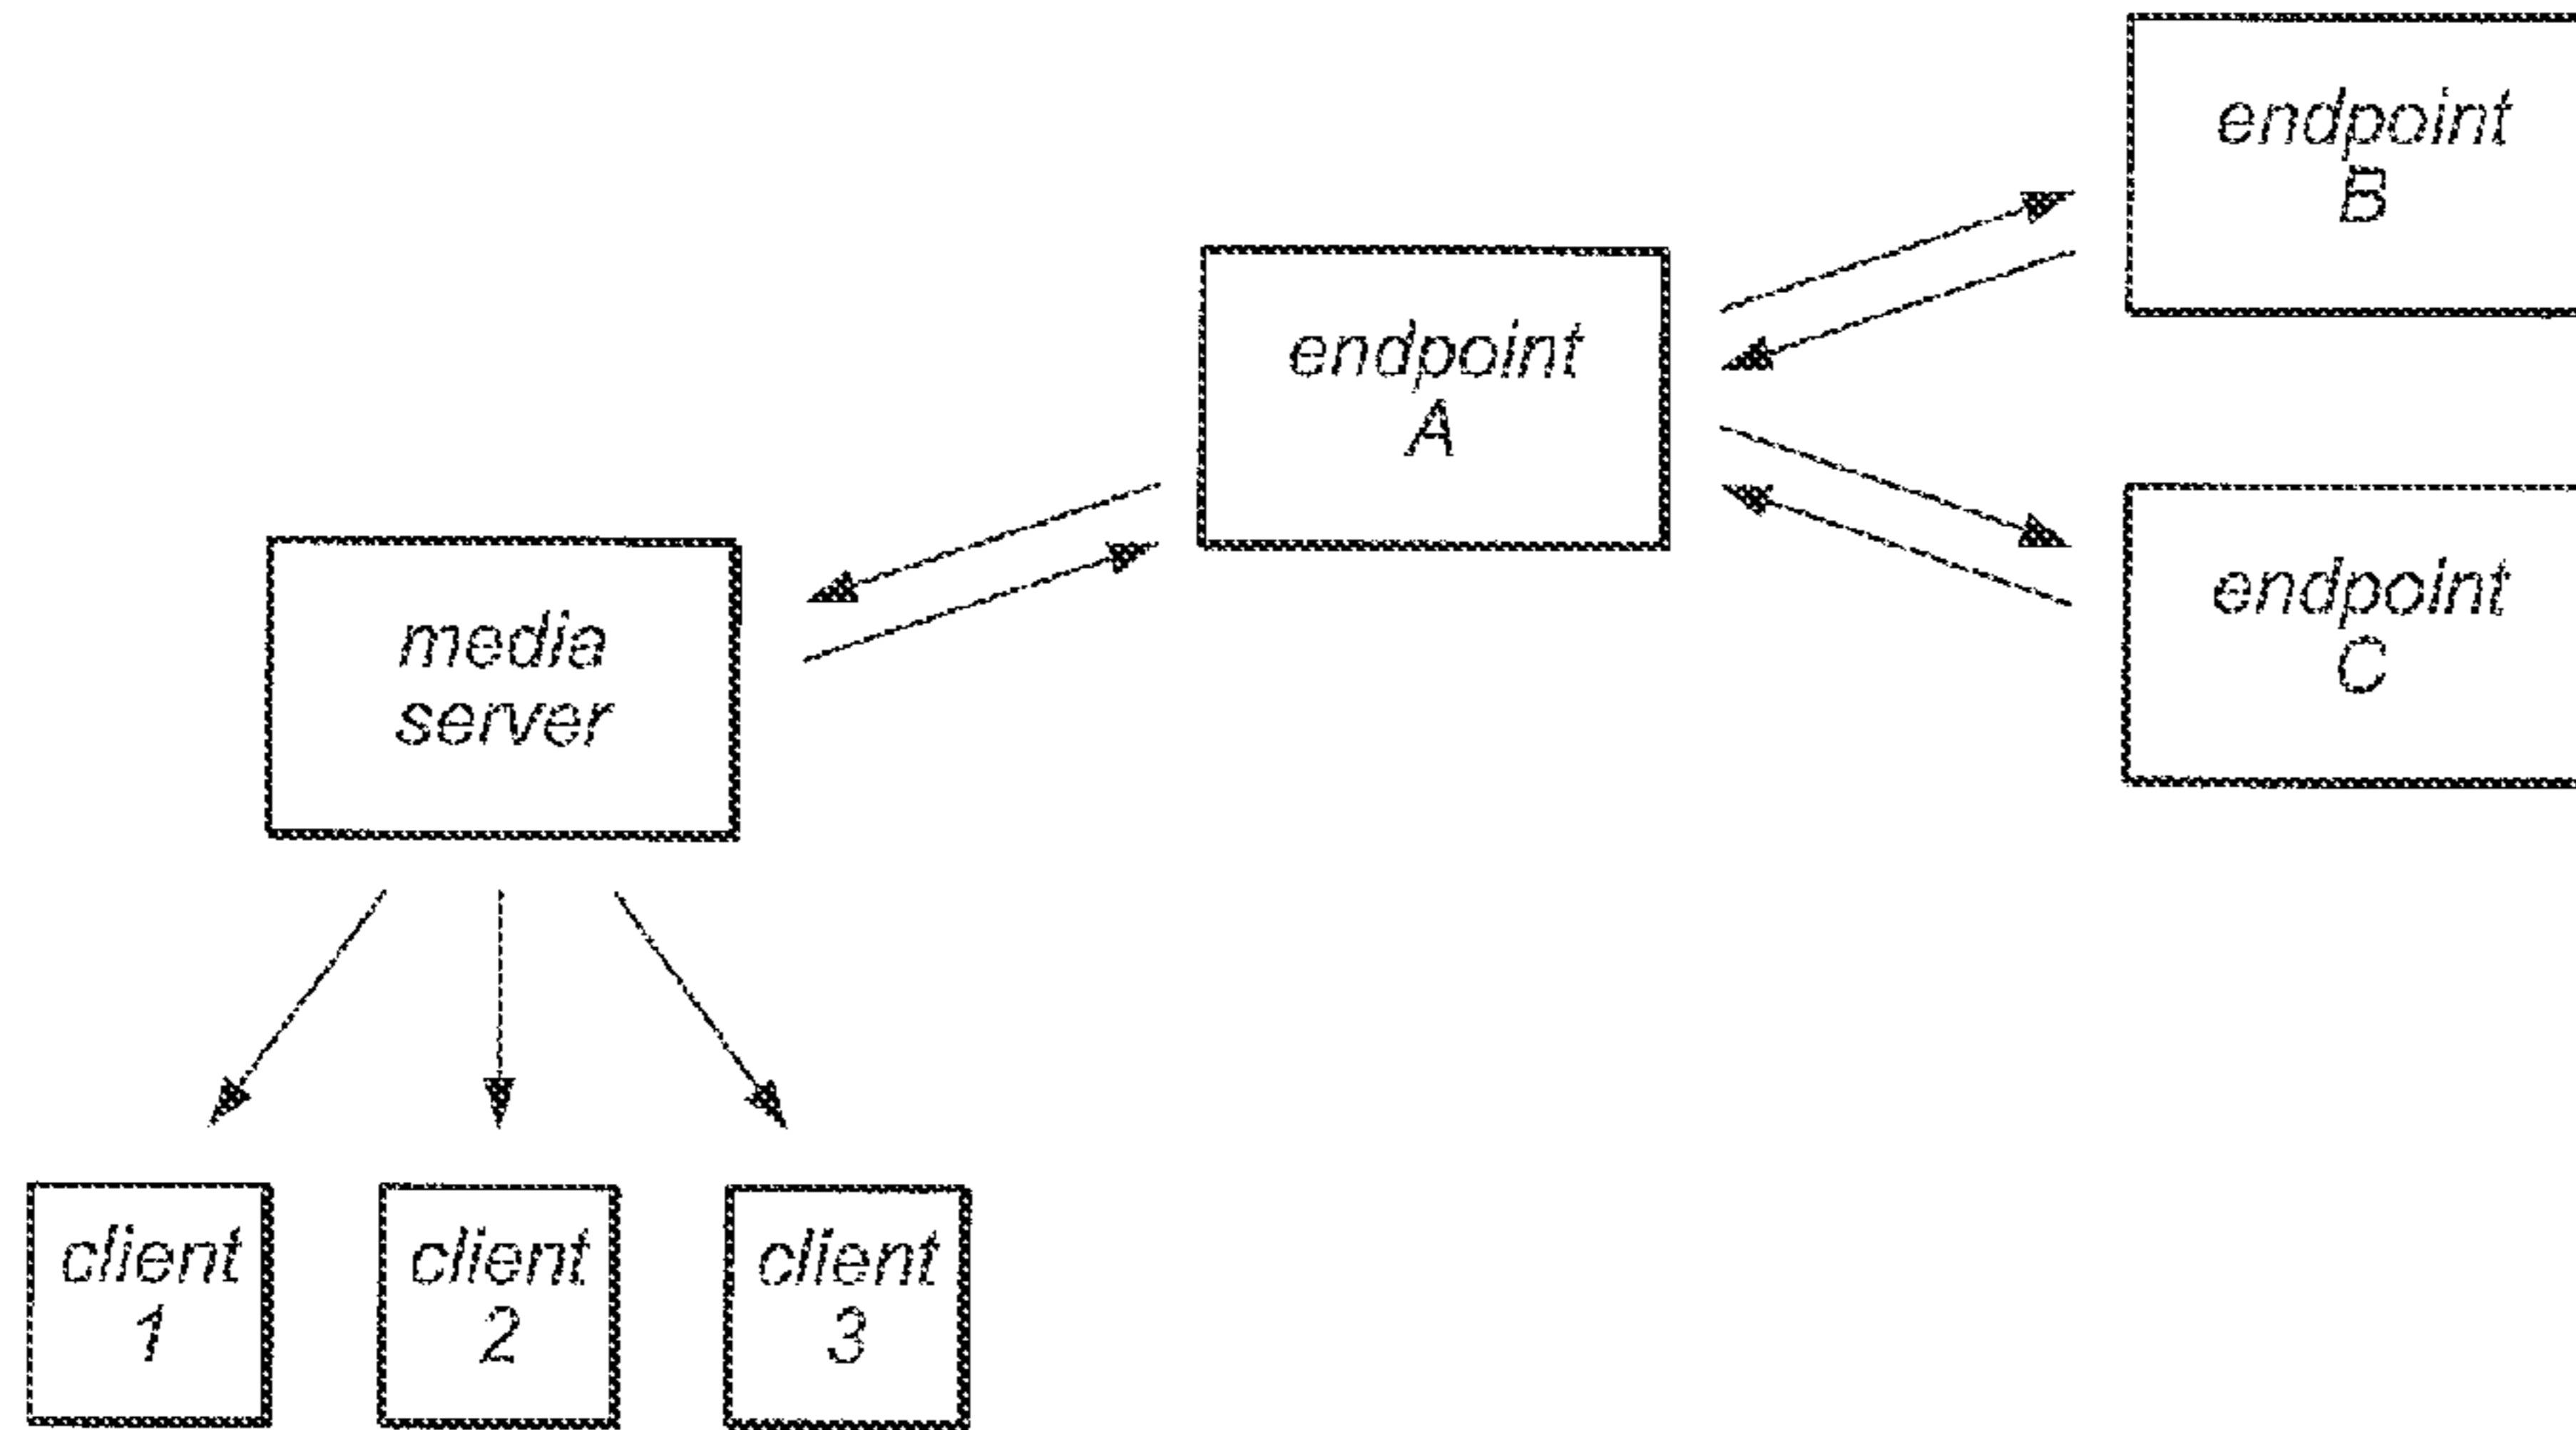 endpoint
B
endpoint
A
endpoint
C
media
server
client
1
client
2
client
3